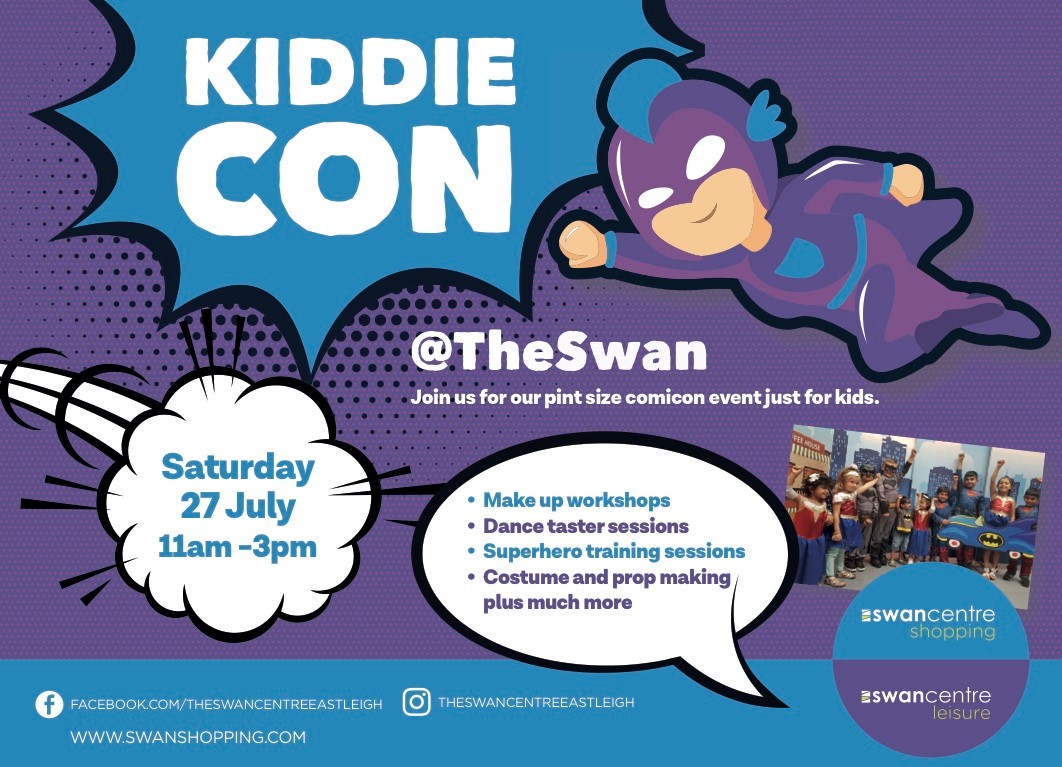 KIDDIE
CON
@TheSwan
Join us for our pint size comicon event just for kids.
Saturday
27 July
11am -3pm
• Make up workshops
• Dance taster sessions
• Superhero training sessions
• Costume and prop making
plus much more
FFEE HOUSE
swancentre
shopping
swancentre
leisure
FACEBOOK.COM/THESWANCENTREEASTLEIGH
THESWANCENTREEASTLEIGH
WWW.SWANSHOPPING.COM